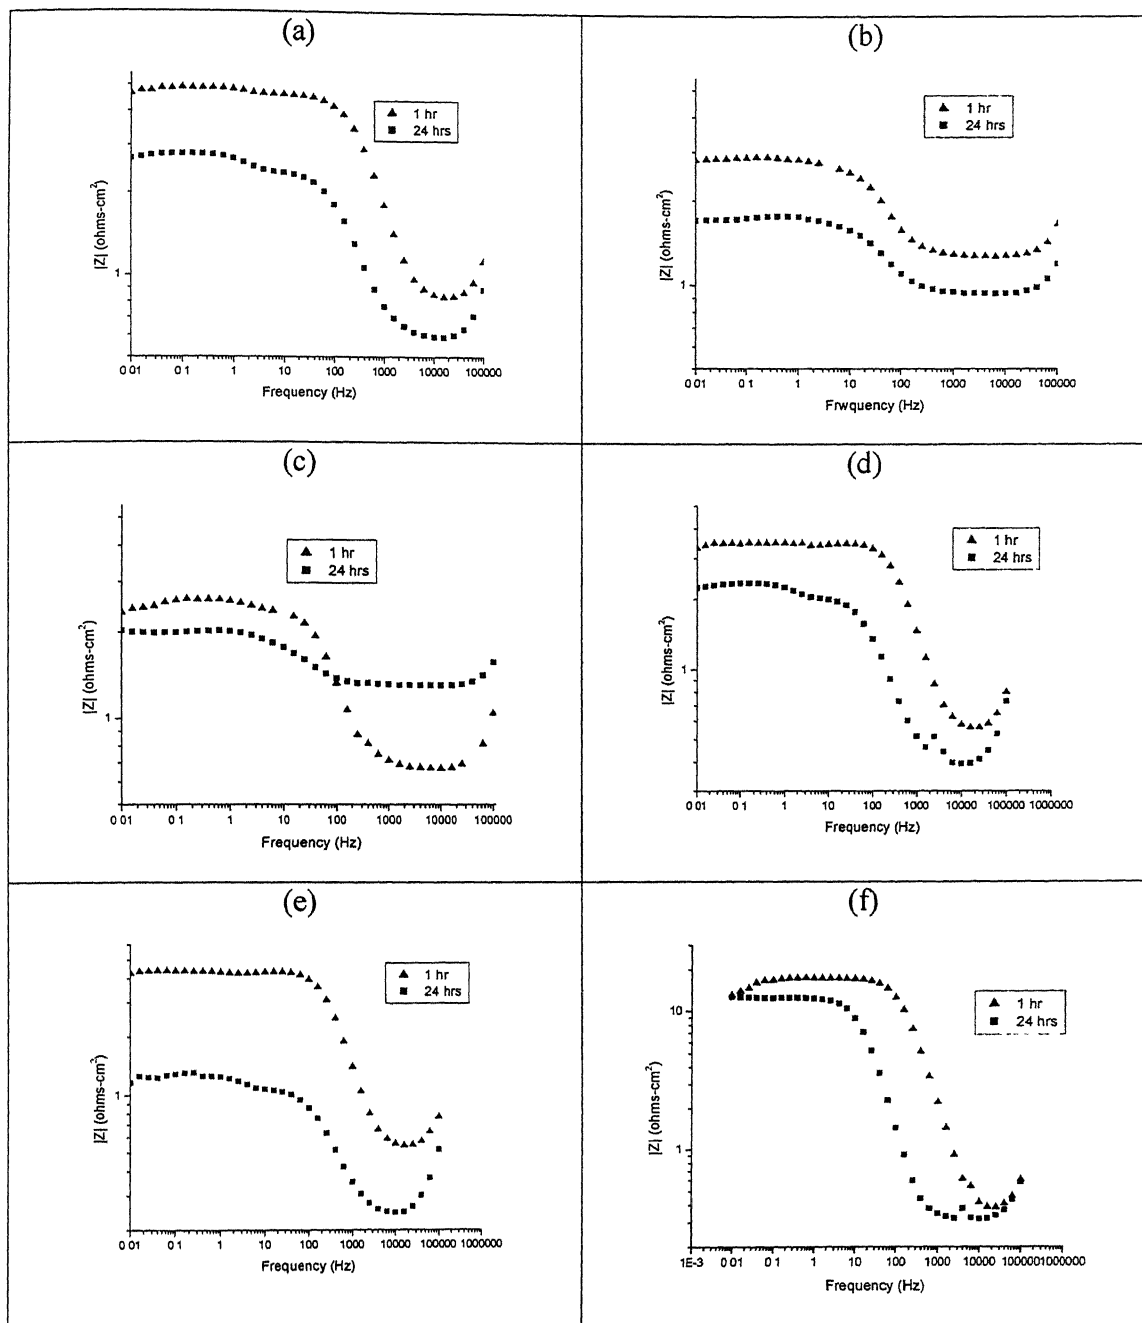 (a)
1 hr
24 hrs
|Z| (ohms-cm²)
1
0 01 0 1 1 10 100 1000 10000 100000
Frequency (Hz)
(b)
1 hr
24 hrs
|Z| (ohms-cm²)
1
0 01 0 1 1 10 100 1000 10000 100000
Frwquency (Hz)
(c)
1 hr
24 hrs
|Z| (ohms-cm²)
1
0 01 0 1 1 10 100 1000 10000 100000
Frequency (Hz)
(d)
1 hr
24 hrs
|Z| (ohms-cm²)
1
0 01 0 1 1 10 100 1000 10000 100000 1000000
Frequency (Hz)
(e)
1 hr
24 hrs
|Z| (ohms-cm²)
1
0 01 0 1 1 10 100 1000 10000 100000 1000000
Frequency (Hz)
(f)
1 hr
24 hrs
|Z| (ohms-cm²)
10
1
1E-3 0 01 0 1 1 10 100 1000 10000 1000001000000
Frequency (Hz)